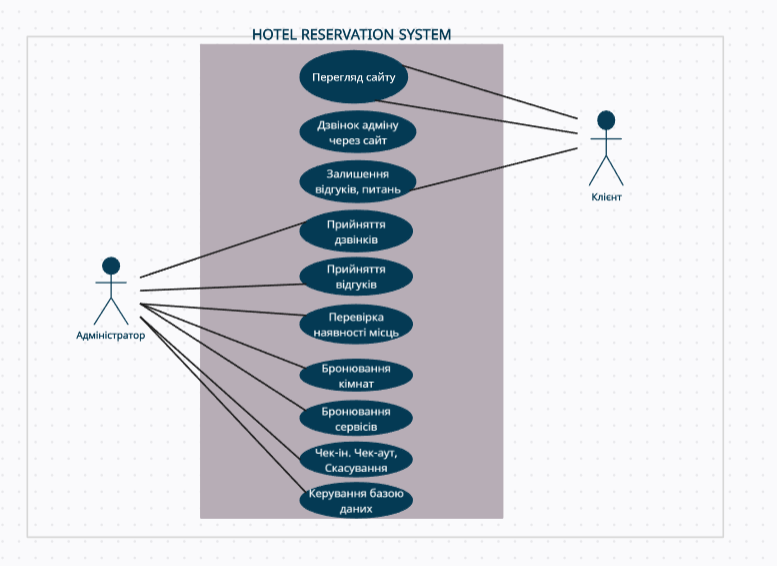 HOTEL RESERVATION SYSTEM
Перегляд сайту
Дзвінок адміну
через сайт
Залишення
відгуків, питань
Клієнт
Прийняття
дзвінків
Прийняття
відгуків
Адміністратор
Перевірка
наявності місць
Бронювання
кімнат
Бронювання
сервісів
Чек-ін. Чек-аут,
Скасування
Керування базою
даних